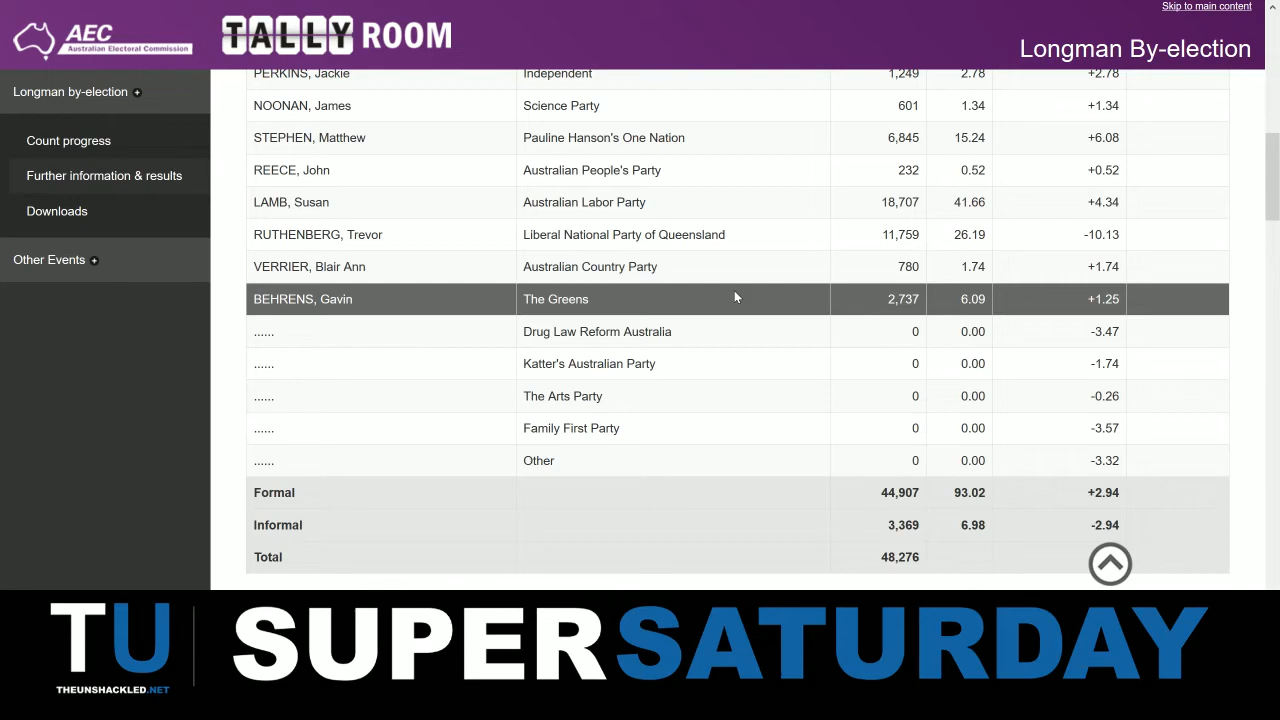 Skip to main content
AEC
Australian Electoral Commission
TALLY ROOM
Longman By-election
Longman by-election
Count progress
Further information & results
Downloads
Other Events
PERKINS, Jackie Independent 1,249 2.78 +2.78
NOONAN, James Science Party 601 1.34 +1.34
STEPHEN, Matthew Pauline Hanson's One Nation 6,845 15.24 +6.08
REECE, John Australian People's Party 232 0.52 +0.52
LAMB, Susan Australian Labor Party 18,707 41.66 +4.34
RUTHENBERG, Trevor Liberal National Party of Queensland 11,759 26.19 -10.13
VERRIER, Blair Ann Australian Country Party 780 1.74 +1.74
BEHRENS, Gavin The Greens 2,737 6.09 +1.25
...... Drug Law Reform Australia 0 0.00 -3.47
...... Katter's Australian Party 0 0.00 -1.74
...... The Arts Party 0 0.00 -0.26
...... Family First Party 0 0.00 -3.57
...... Other 0 0.00 -3.32
Formal 44,907 93.02 +2.94
Informal 3,369 6.98 -2.94
Total 48,276
TU SUPERSATURDAY
THEUNSHACKLED.NET